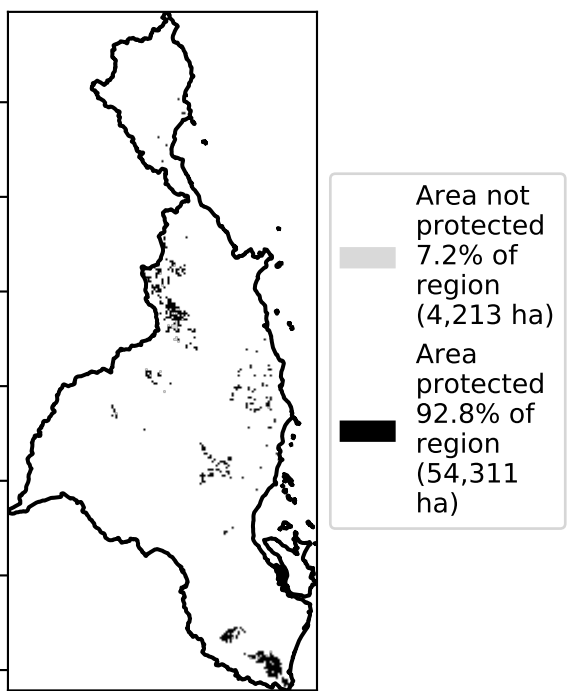 Area not
protected
7.2% of
region
(4,213 ha)
Area
protected
92.8% of
region
(54,311
ha)